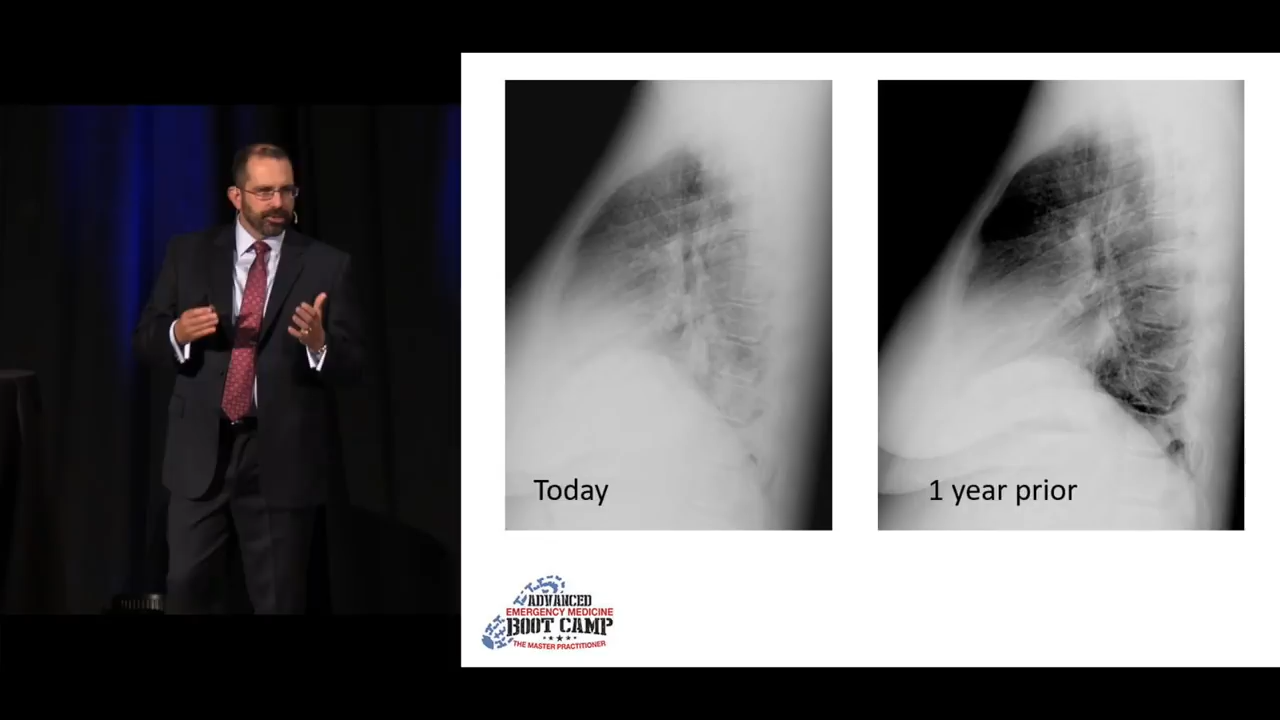 Today
1 year prior
ADVANCED
EMERGENCY MEDICINE
BOOT CAMP
THE MASTER PRACTITIONER